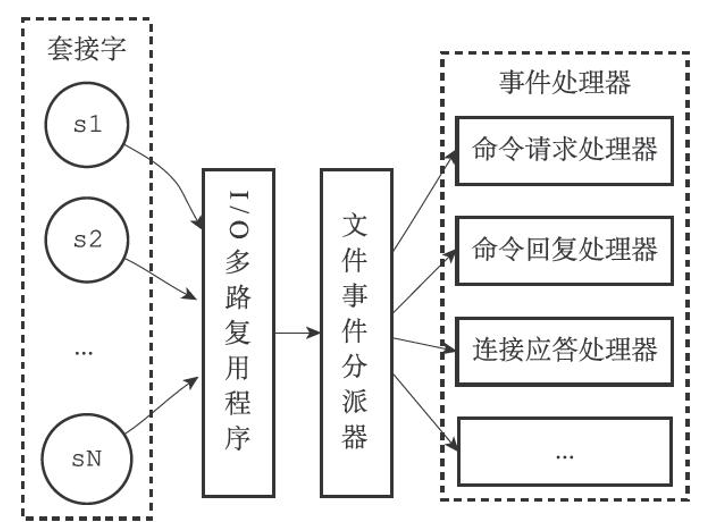 套接字
s1
s2
...
sN
I/O多路复用程序
文件事件分派器
事件处理器
命令请求处理器
命令回复处理器
连接应答处理器
...